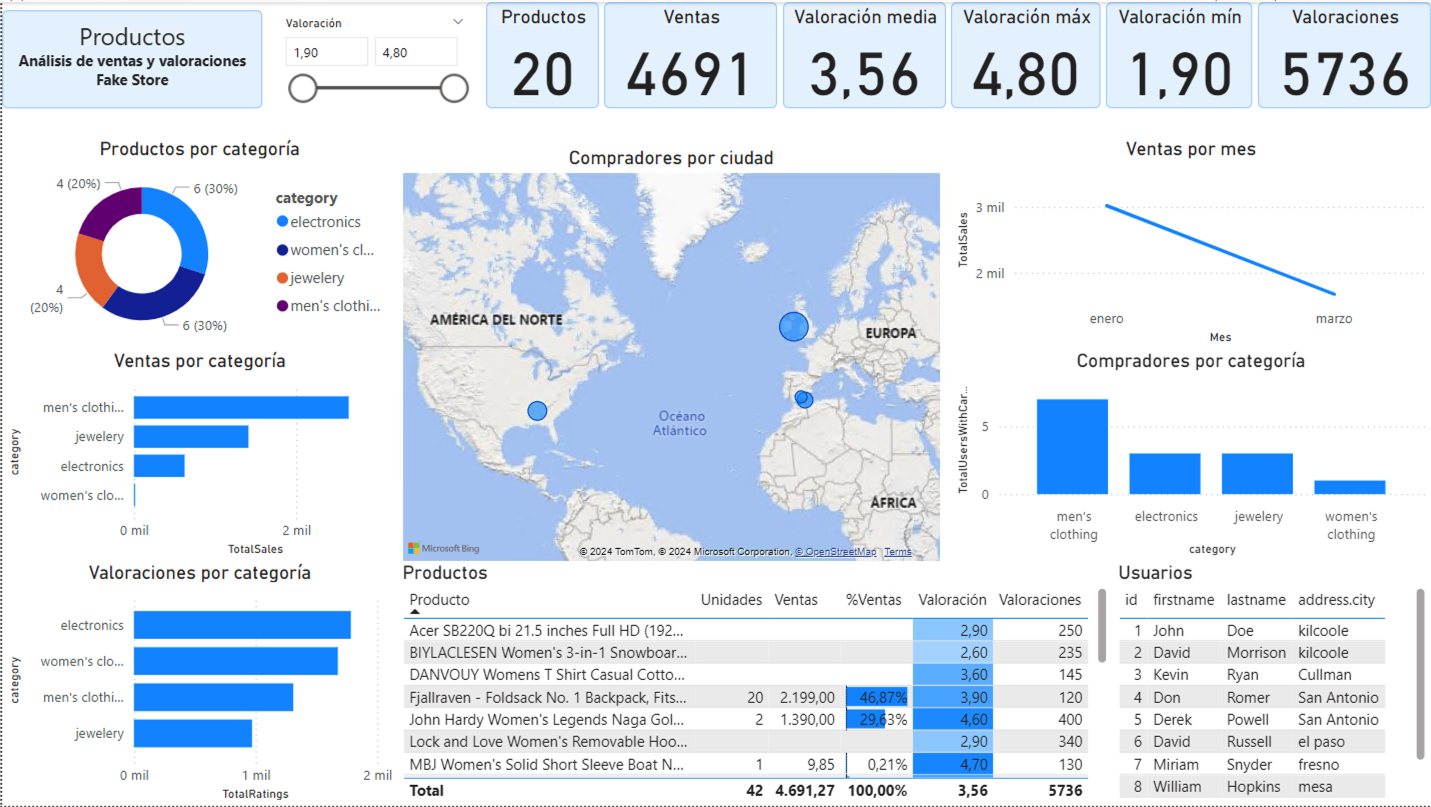 Productos
Análisis de ventas y valoraciones
Fake Store
Valoración
1,90
4,80
Productos
20
Ventas
4691
Valoración media
3,56
Valoración máx
4,80
Valoración mín
1,90
Valoraciones
5736
Productos por categoría
4 (20%)
6 (30%)
4
(20%)
6 (30%)
category
electronics
women's cl...
jewelery
men's clothi...
Ventas por categoría
category
men's clothi...
jewelery
electronics
women's clo...
0 mil
2 mil
TotalSales
Valoraciones por categoría
category
electronics
women's clo...
men's clothi...
jewelery
0 mil
1 mil
2 mil
TotalRatings
Compradores por ciudad
AMÉRICA DEL NORTE
EUROPA
Océano
Atlántico
ÁFRICA
Microsoft Bing
© 2024 TomTom, © 2024 Microsoft Corporation, © OpenStreetMap Terms
Ventas por mes
TotalSales
3 mil
2 mil
enero
marzo
Mes
Compradores por categoría
TotalUsersWithCar...
5
0
men's
clothing
electronics
jewelery
women's
clothing
category
Productos
Producto Unidades Ventas %Ventas Valoración Valoraciones
Acer SB220Q bi 21.5 inches Full HD (192... 2,90 250
BIYLACLESEN Women's 3-in-1 Snowboar... 2,60 235
DANVOUY Womens T Shirt Casual Cotto... 3,60 145
Fjallraven - Foldsack No. 1 Backpack, Fits... 20 2.199,00 46,87% 3,90 120
John Hardy Women's Legends Naga Gol... 2 1.390,00 29,63% 4,60 400
Lock and Love Women's Removable Hoo... 2,90 340
MBJ Women's Solid Short Sleeve Boat N... 1 9,85 0,21% 4,70 130
Total 42 4.691,27 100,00% 3,56 5736
Usuarios
id firstname lastname address.city
1 John Doe kilcoole
2 David Morrison kilcoole
3 Kevin Ryan Cullman
4 Don Romer San Antonio
5 Derek Powell San Antonio
6 David Russell el paso
7 Miriam Snyder fresno
8 William Hopkins mesa